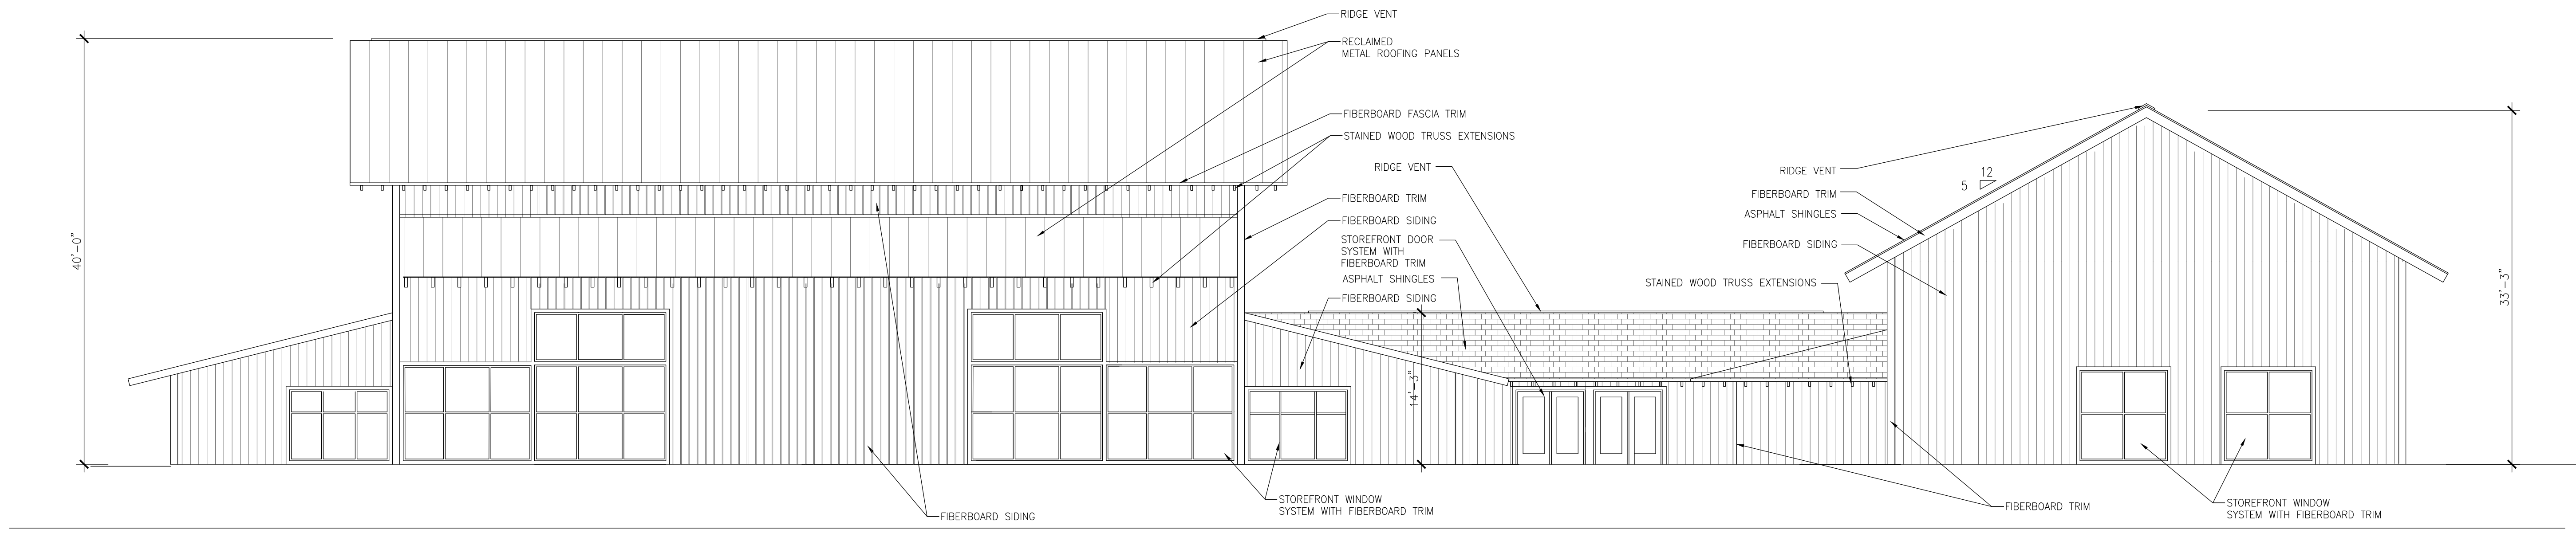 RIDGE VENT
RECLAIMED
METAL ROOFING PANELS
40'-0"
FIBERBOARD FASCIA TRIM
STAINED WOOD TRUSS EXTENSIONS
RIDGE VENT
FIBERBOARD TRIM
FIBERBOARD SIDING
STOREFRONT DOOR
SYSTEM WITH
FIBERBOARD TRIM
ASPHALT SHINGLES
FIBERBOARD SIDING
14'-3"
STOREFRONT WINDOW
SYSTEM WITH FIBERBOARD TRIM
FIBERBOARD SIDING
RIDGE VENT
12
5
FIBERBOARD TRIM
ASPHALT SHINGLES
FIBERBOARD SIDING
STAINED WOOD TRUSS EXTENSIONS
33'-3"
FIBERBOARD TRIM
STOREFRONT WINDOW
SYSTEM WITH FIBERBOARD TRIM